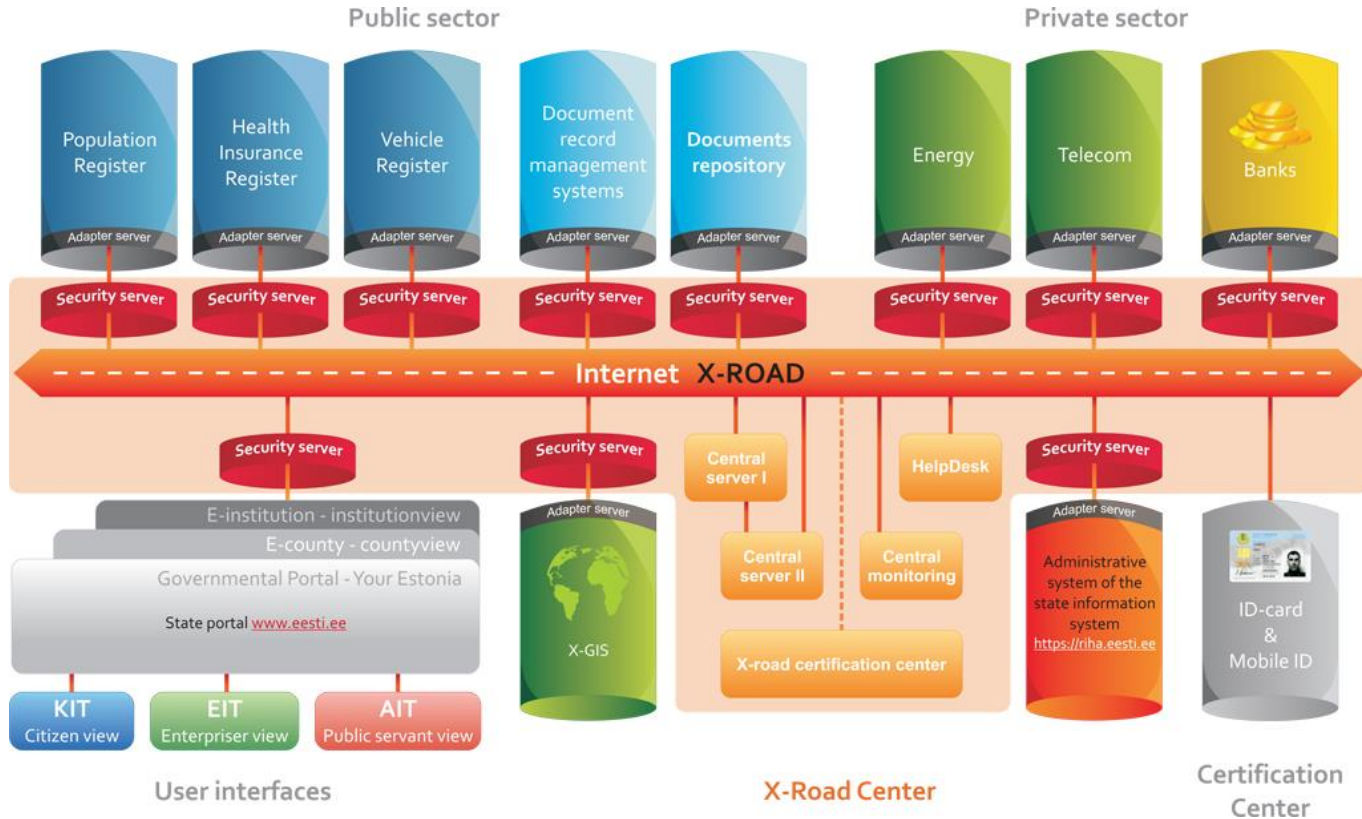 Public sector
Private sector
Population
Register
Health
Insurance
Register
Vehicle
Register
Document
record
management
systems
Documents
repository
Energy
Telecom
Banks
Adapter server
Adapter server
Adapter server
Adapter server
Adapter server
Adapter server
Adapter server
Adapter server
Security server
Security server
Security server
Security server
Security server
Security server
Security server
Security server
Internet X-ROAD
Security server
Security server
Central
server I
HelpDesk
Security server
E-institution - institutionview
E-county - countyview
Governmental Portal - Your Estonia
State portal www.eesti.ee
Adapter server
X-GIS
Central
server II
Central
monitoring
X-road certification center
Adapter server
Administrative
system of the
state information
system
https://riha.eesti.ee
ID-card
&
Mobile ID
KIT
Citizen view
EIT
Enterpriser view
AIT
Public servant view
User interfaces
X-Road Center
Certification
Center